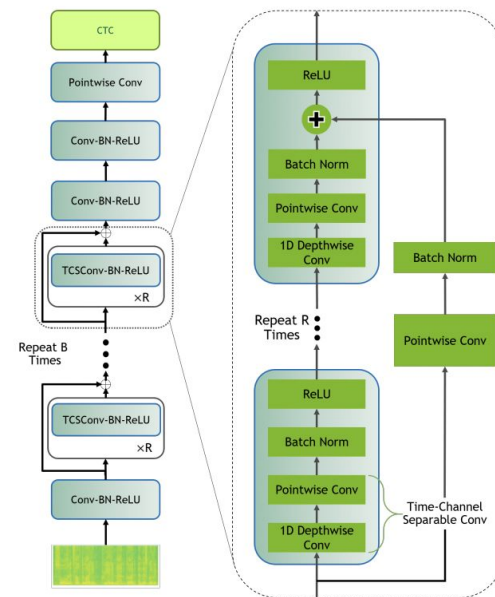 CTC
Pointwise Conv
Conv-BN-ReLU
Conv-BN-ReLU
TCSConv-BN-ReLU
×R
Repeat B
Times
TCSConv-BN-ReLU
×R
Conv-BN-ReLU
ReLU
Batch Norm
Pointwise Conv
1D Depthwise
Conv
Repeat R
Times
ReLU
Batch Norm
Pointwise Conv
1D Depthwise
Conv
Batch Norm
Pointwise Conv
Time-Channel
Separable Conv